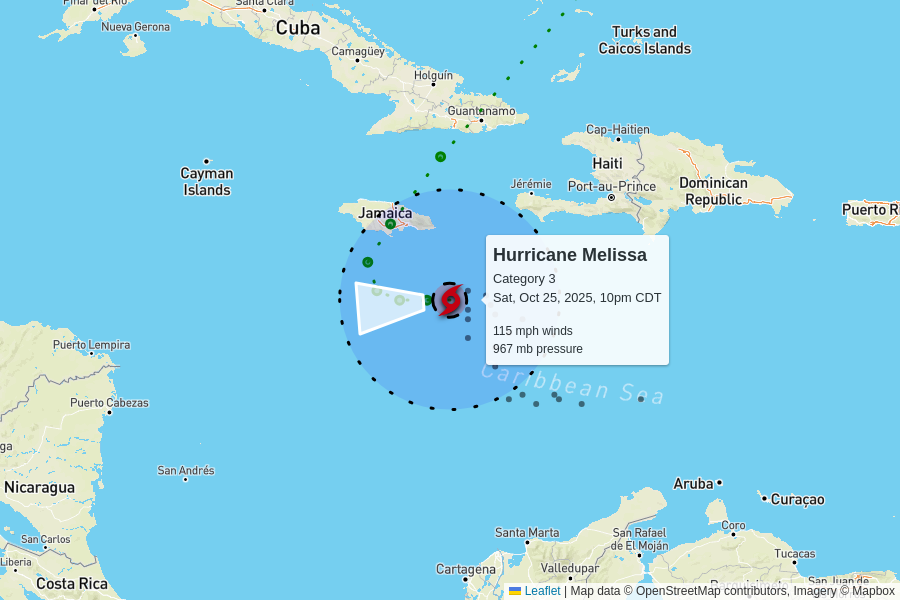 Pinar del Río
Santa Clara
Nueva Gerona
Cuba
Camagüey
Turks and
Caicos Islands
Holguín
Guantánamo
Cap-Haitien
Cayman
Islands
Haiti
Jérémie
Port-au-Prince
Dominican
Republic
Jamaica
Puerto R
Hurricane Melissa
Category 3
Sat, Oct 25, 2025, 10pm CDT
115 mph winds
967 mb pressure
Caribbean Sea
Puerto Lempira
Puerto Cabezas
ga
San Andrés
Nicaragua
Aruba
Curaçao
San Carlos
Liberia
Costa Rica
Santa Marta
San Rafael
de El Moján
Coro
Cartagena
Valledupar
Tucacas
Barquisimeto
San Juan de
Leaflet | Map data © OpenStreetMap contributors, Imagery © Mapbox